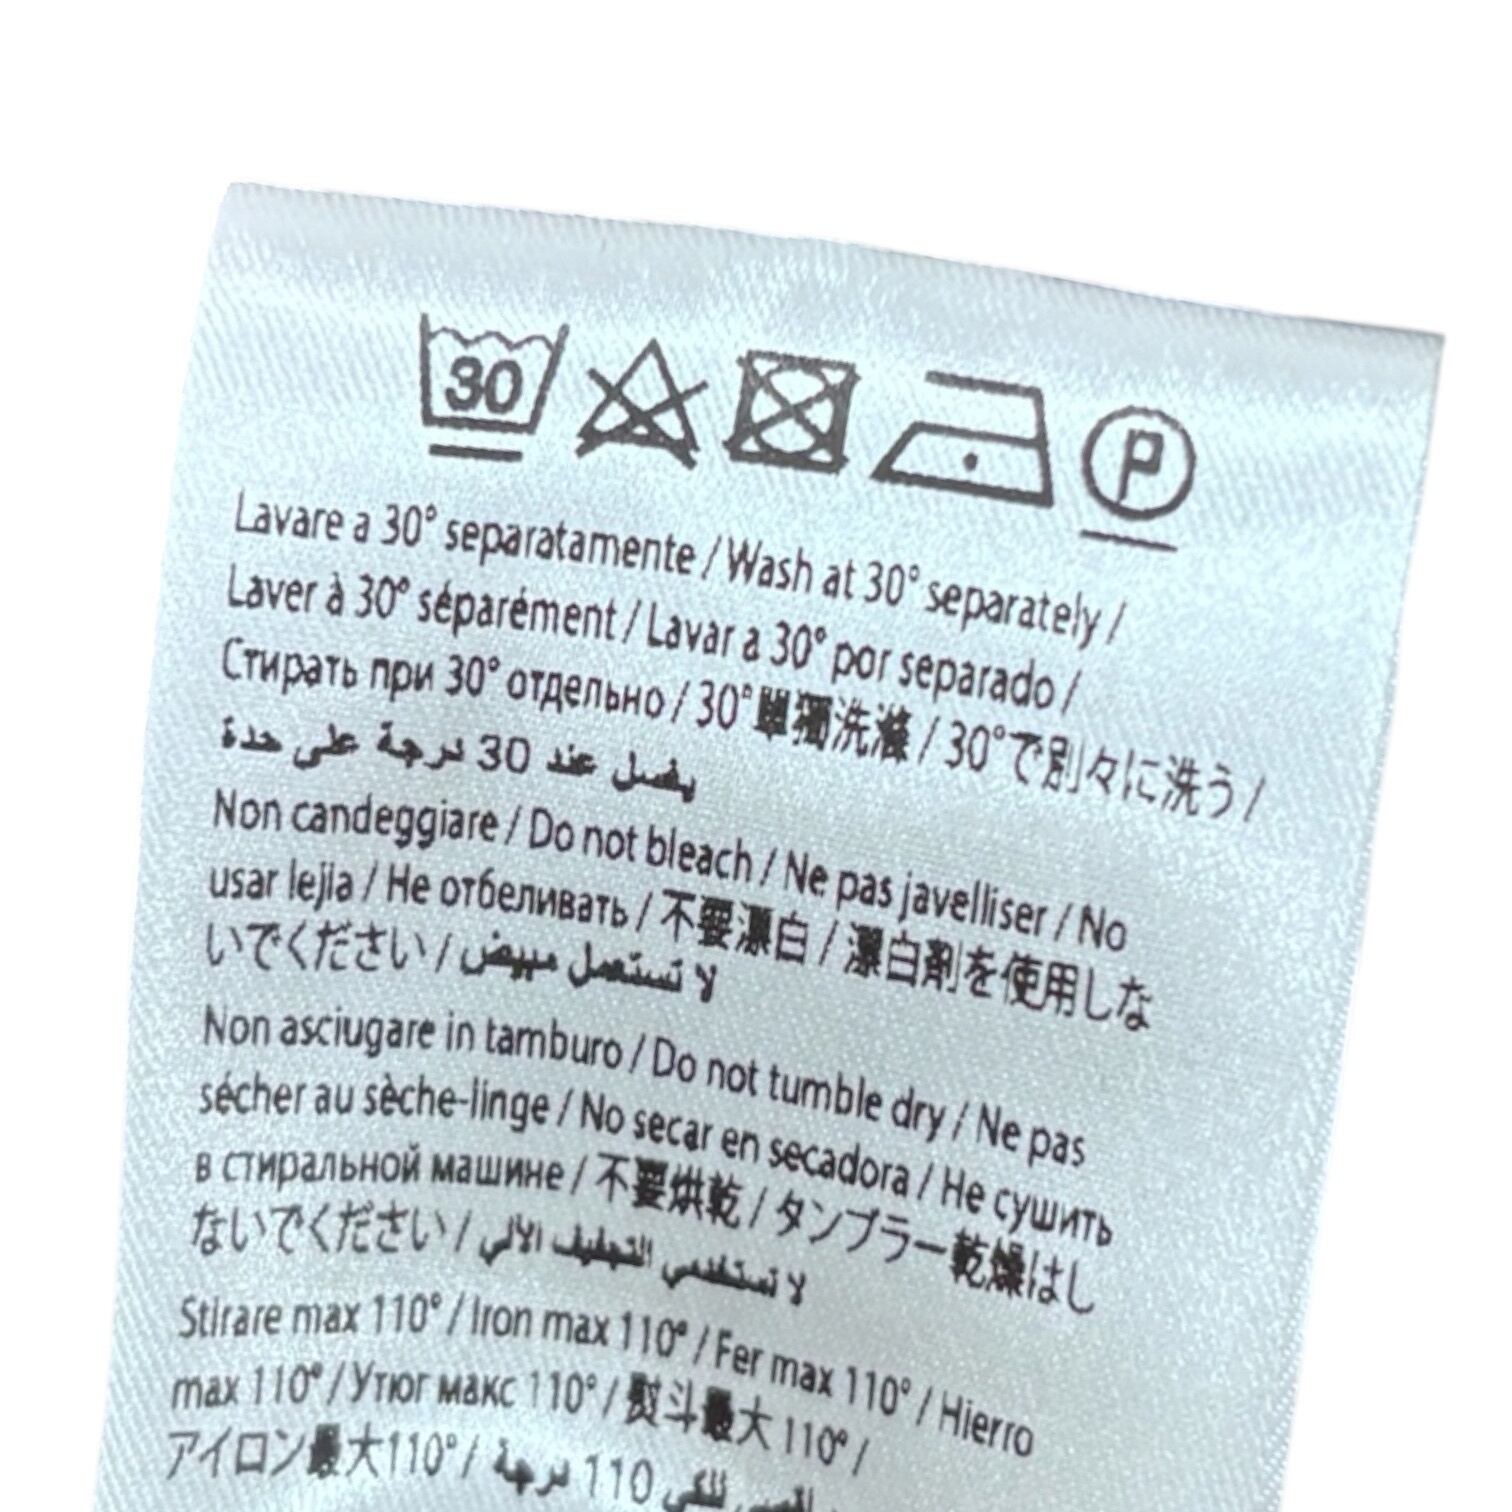 30 P
Lavare a 30° separatamente / Wash at 30° separately /
Laver à 30° séparément / Lavar a 30° por separado /
Стирать при 30° отдельно / 30°單獨洗滌 / 30°で別々に洗う /
يغسل عند 30 درجة على حدة
Non candeggiare / Do not bleach / Ne pas javelliser / No
usar lejia / Не отбеливать / 不要漂白 / 漂白剤を使用しな
いでください / لا تستعمل مبيض
Non asciugare in tamburo / Do not tumble dry / Ne pas
sécher au sèche-linge / No secar en secadora / Не сушить
в стиральной машине / 不要烘乾 / タンブラー乾燥はし
ないでください / لا تستخدمي التجفيف الآلي
Stirare max 110° / Iron max 110° / Fer max 110° / Hierro
max 110° / Утюг макс 110° / 熨斗最大 110° /
アイロン最大110° / للكي 110 درجة